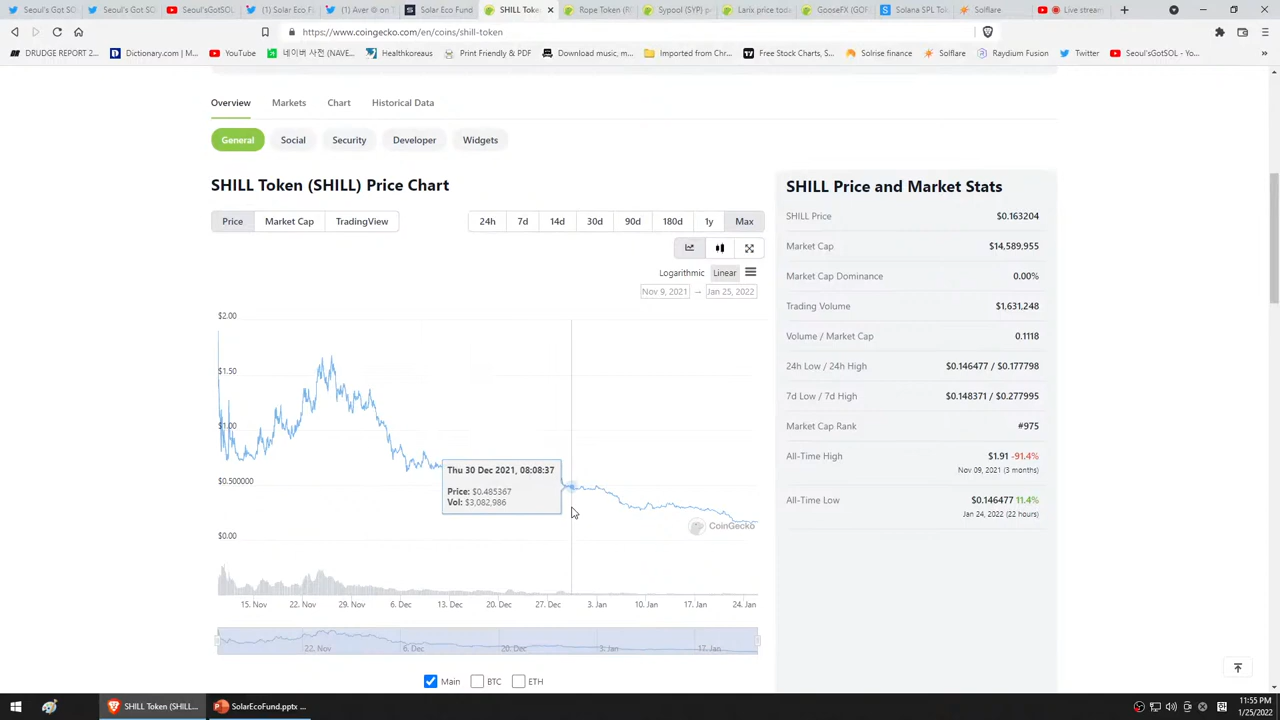 Seoul's Got S
Seoul'sGotSOL
(1) Solar Eco F
(1) Aver @ on T
Solar Eco Fund
SHILL Token
Rope Token (R
Sypool (SYP) p
Larix price tod
GooseFX (GOF
Solana SPL Tok
Solflare
Live stream
https://www.coingecko.com/en/coins/shill-token
DRUDGE REPORT 2...
Dictionary.com | M...
YouTube
네이버 사전 (NAVE...
Healthkoreaus
Print Friendly & PDF
Download music, m...
Imported from Chr...
Free Stock Charts, S...
Solrise finance
Solflare
Raydium Fusion
Twitter
Seoul'sGotSOL - Yo...
Overview
Markets
Chart
Historical Data
General
Social
Security
Developer
Widgets
SHILL Token (SHILL) Price Chart
Price
Market Cap
TradingView
24h
7d
14d
30d
90d
180d
1y
Max
Logarithmic
Linear
Nov 9, 2021 → Jan 25, 2022
$2.00
$1.50
$1.00
$0.500000
$0.00
Thu 30 Dec 2021, 08:08:37
Price: $0.485367
Vol: $3,082,986
CoinGecko
15. Nov
22. Nov
29. Nov
6. Dec
13. Dec
20. Dec
27. Dec
3. Jan
10. Jan
17. Jan
24. Jan
22. Nov
6. Dec
20. Dec
3. Jan
17. Jan
Main
BTC
ETH
SHILL Price and Market Stats
SHILL Price $0.163204
Market Cap $14,589,955
Market Cap Dominance 0.00%
Trading Volume $1,631,248
Volume / Market Cap 0.1118
24h Low / 24h High $0.146477 / $0.177798
7d Low / 7d High $0.148371 / $0.277995
Market Cap Rank #975
All-Time High $1.91 -91.4%
Nov 09, 2021 (3 months)
All-Time Low $0.146477 11.4%
Jan 24, 2022 (22 hours)
SHILL Token (SHILL...
SolarEcoFund.pptx ...
11:55 PM
1/25/2022